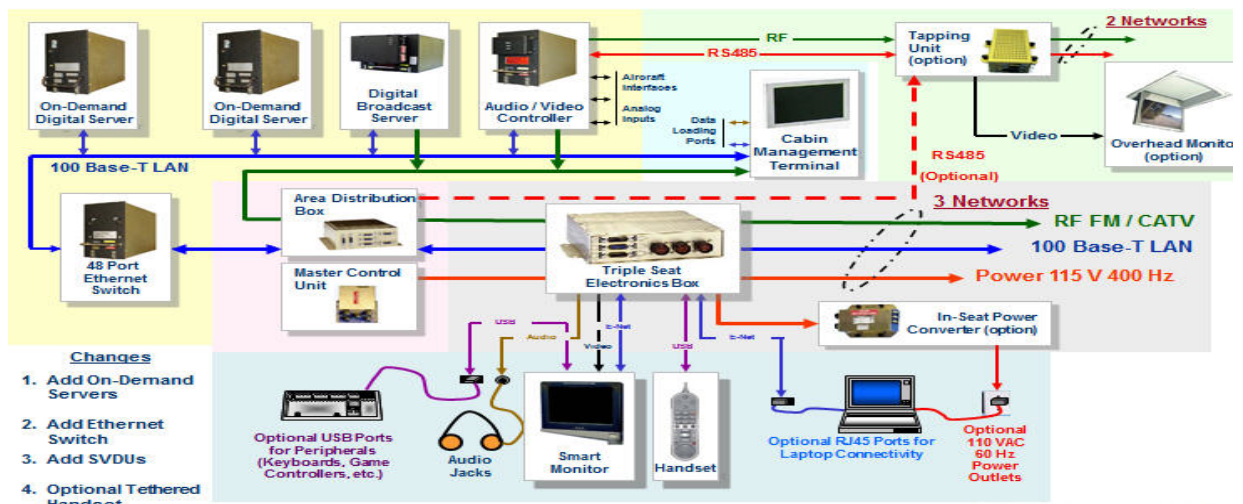 2 Networks
RF
RS485
Tapping
Unit
(option)
On-Demand
Digital Server
On-Demand
Digital Server
Digital
Broadcast
Server
Audio / Video
Controller
Aircraft
Interfaces
Analog
Inputs
Data
Loading
Ports
Cabin
Management
Terminal
Video
Overhead Monitor
(option)
100 Base-T LAN
RS485
(Optional)
3 Networks
Area Distribution
Box
RF FM / CATV
100 Base-T LAN
48 Port
Ethernet
Switch
Master Control
Unit
Triple Seat
Electronics Box
Power 115 V 400 Hz
In-Seat Power
Converter (option)
USB
Audio
Video
E-Net
USB
E-Net
Changes
1. Add On-Demand
Servers
2. Add Ethernet
Switch
3. Add SVDUs
4. Optional Tethered
Handset
Optional USB Ports
for Peripherals
(Keyboards, Game
Controllers, etc.)
Audio
Jacks
Smart
Monitor
Handset
Optional RJ45 Ports for
Laptop Connectivity
Optional
110 VAC
60 Hz
Power
Outlets